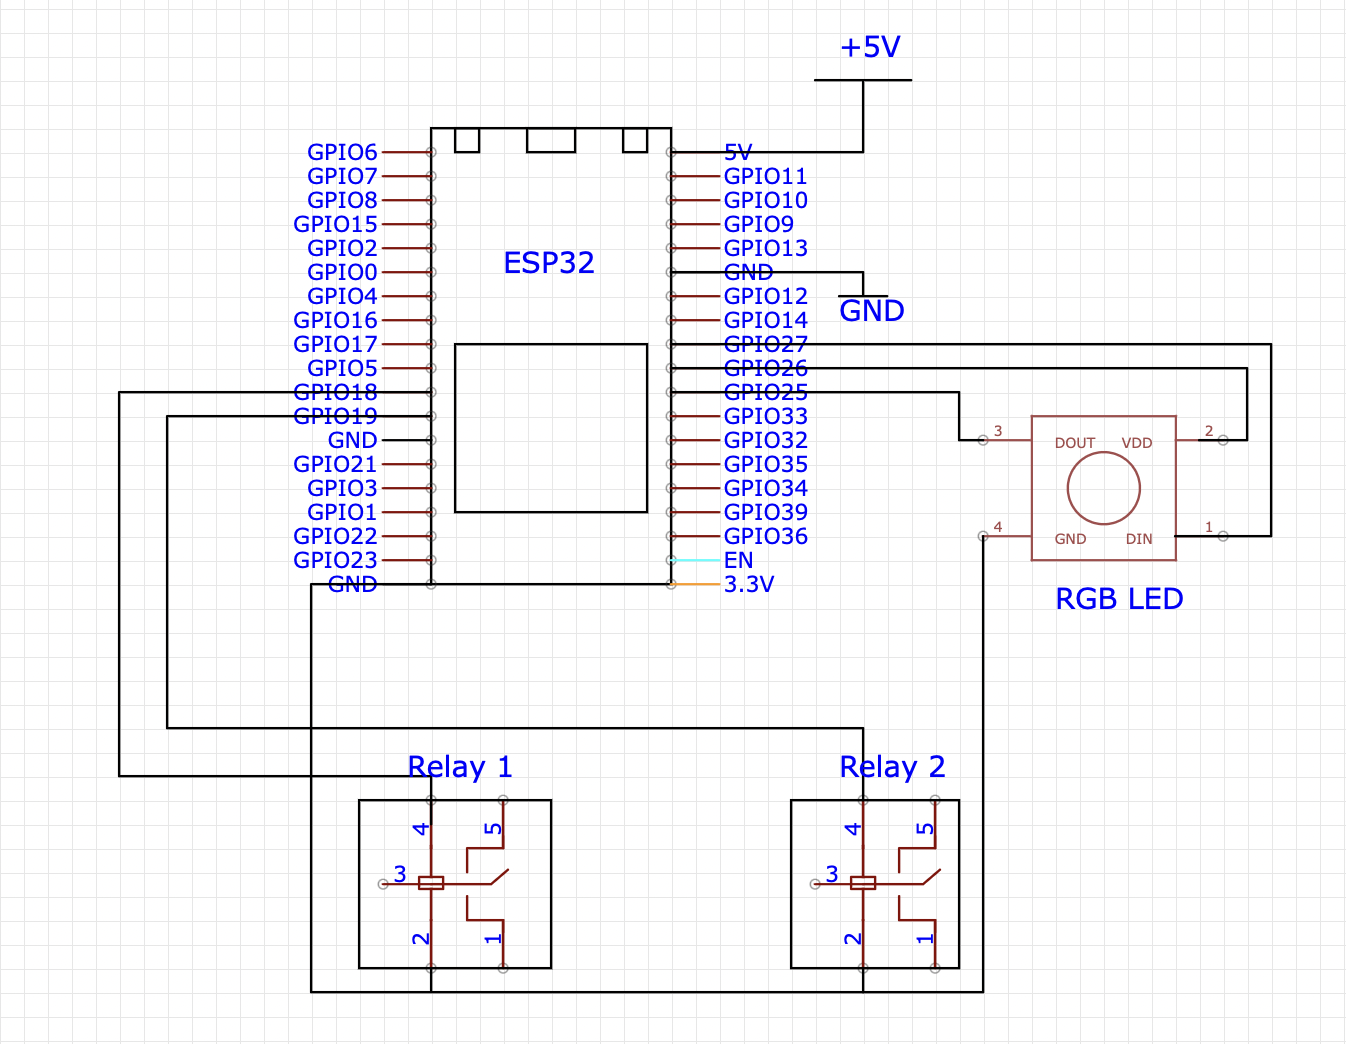 +5V
GPIO6
GPIO7
GPIO8
GPIO15
GPIO2
GPIO0
GPIO4
GPIO16
GPIO17
GPIO5
GPIO18
GPIO19
GND
GPIO21
GPIO3
GPIO1
GPIO22
GPIO23
GND
ESP32
5V
GPIO11
GPIO10
GPIO9
GPIO13
GND
GPIO12
GPIO14
GPIO27
GPIO26
GPIO25
GPIO33
GPIO32
GPIO35
GPIO34
GPIO39
GPIO36
EN
3.3V
GND
3
2
DOUT VDD
4
1
GND DIN
RGB LED
Relay 1
4
5
3
2
1
Relay 2
4
5
3
2
1